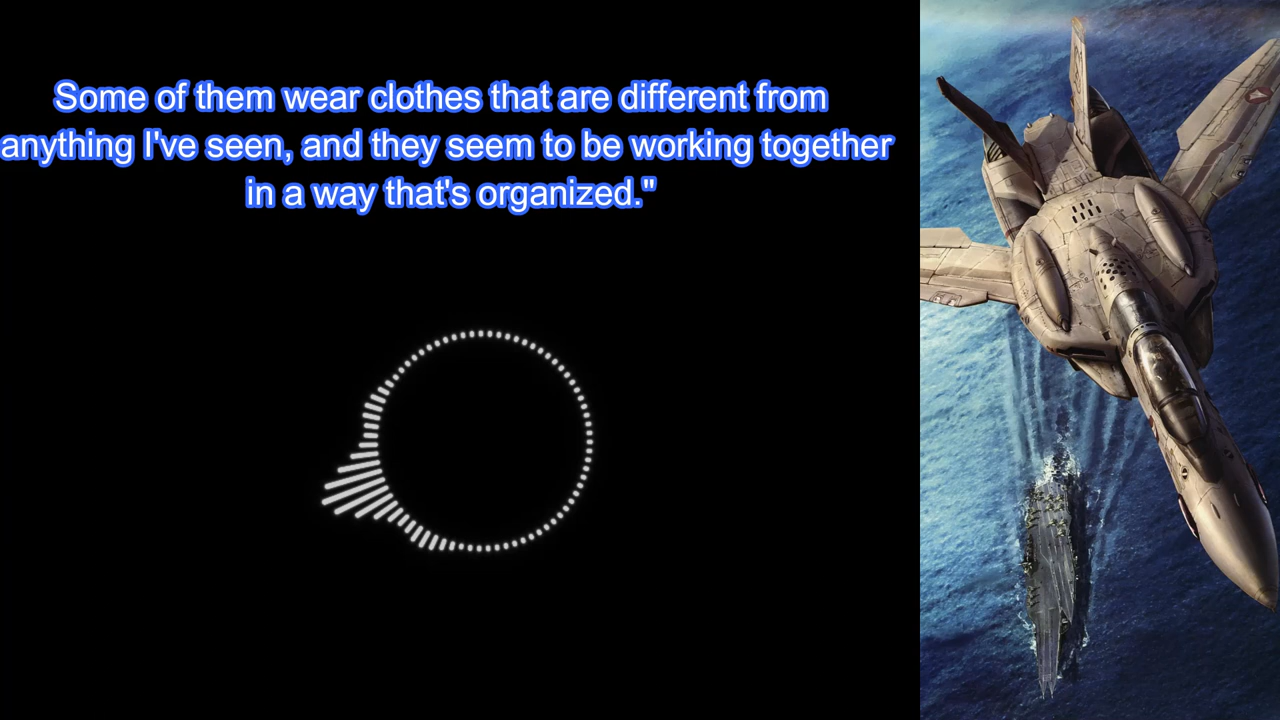 Some of them wear clothes that are different from
anything I've seen, and they seem to be working together
in a way that's organized."